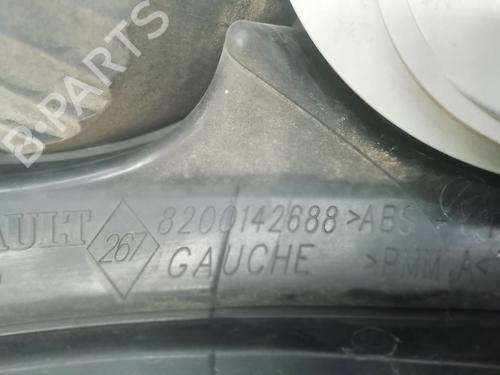 B-PARTS
AULT 267 8200142688 >ABS
GAUCHE >PMMA<